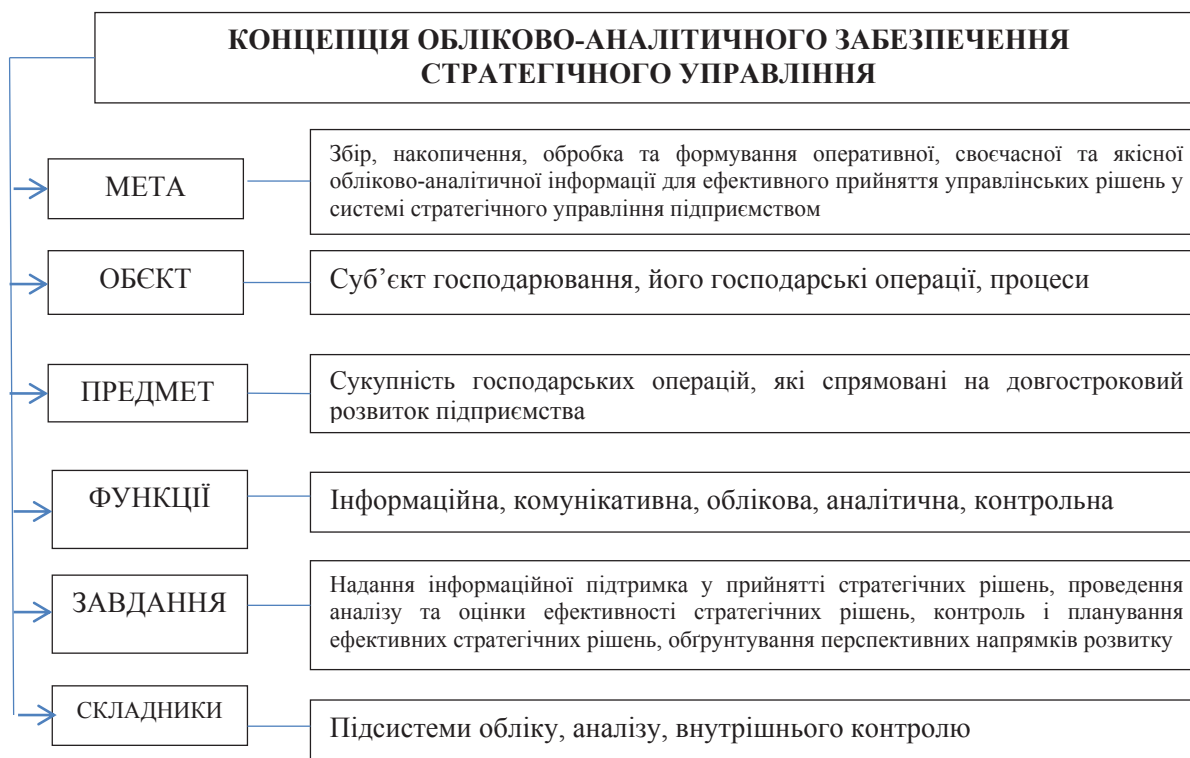 КОНЦЕПЦІЯ ОБЛІКОВО-АНАЛІТИЧНОГО ЗАБЕЗПЕЧЕННЯ
СТРАТЕГІЧНОГО УПРАВЛІННЯ
МЕТА
Збір, накопичення, обробка та формування оперативної, своєчасної та якісної
обліково-аналітичної інформації для ефективного прийняття управлінських рішень у
системі стратегічного управління підприємством
ОБЄКТ
Суб’єкт господарювання, його господарські операції, процеси
ПРЕДМЕТ
Сукупність господарських операцій, які спрямовані на довгостроковий
розвиток підприємства
ФУНКЦІЇ
Інформаційна, комунікативна, облікова, аналітична, контрольна
ЗАВДАННЯ
Надання інформаційної підтримка у прийнятті стратегічних рішень, проведення
аналізу та оцінки ефективності стратегічних рішень, контроль і планування
ефективних стратегічних рішень, обґрунтування перспективних напрямків розвитку
СКЛАДНИКИ
Підсистеми обліку, аналізу, внутрішнього контролю